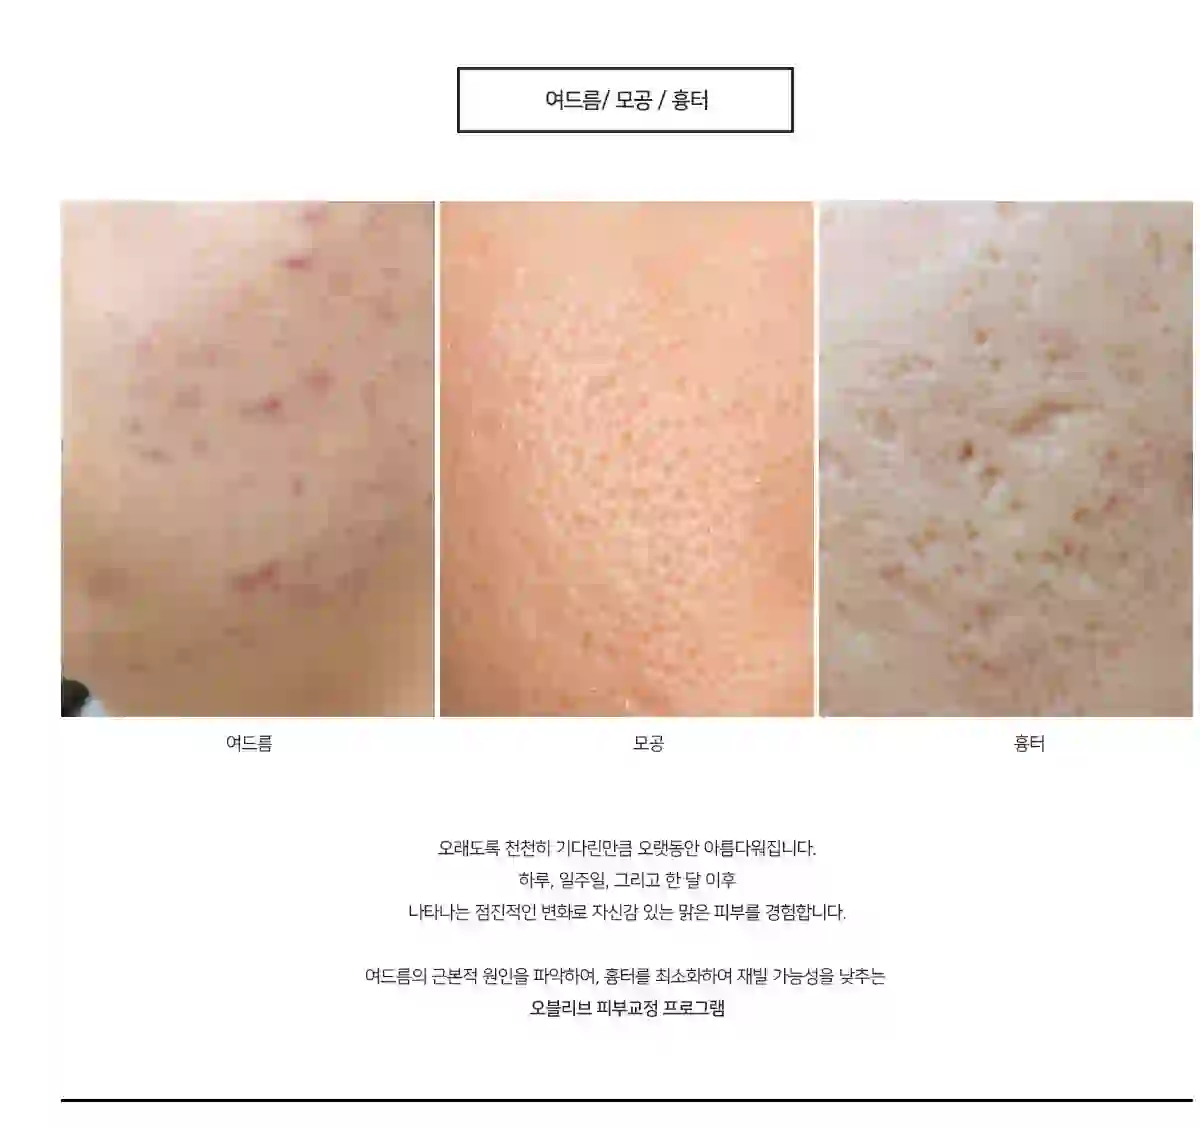 여드름/ 모공 / 흉터
여드름
모공
흉터
오래도록 천천히 기다린만큼 오랫동안 아름다워집니다.
하루, 일주일, 그리고 한 달 이후
나타나는 점진적인 변화로 자신감 있는 맑은 피부를 경험합니다.
여드름의 근본적 원인을 파악하여, 흉터를 최소화하여 재발 가능성을 낮추는
오블리브 피부교정 프로그램